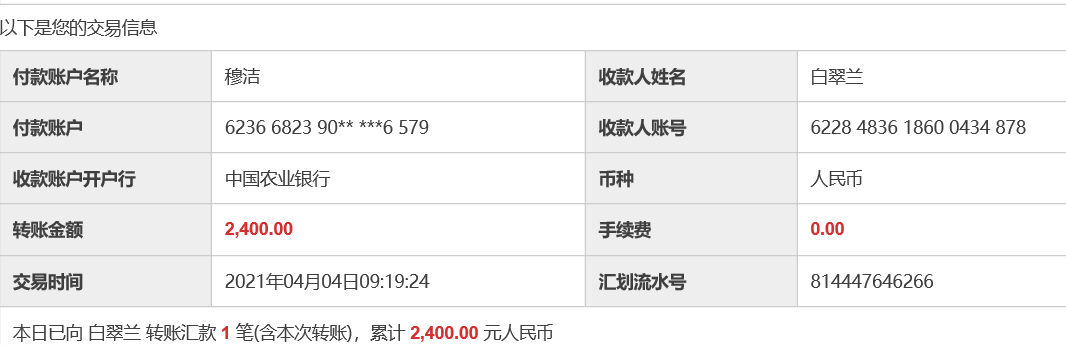 以下是您的交易信息
付款账户名称 穆洁 收款人姓名 白翠兰
付款账户 6236 6823 90** ***6 579 收款人账号 6228 4836 1860 0434 878
收款账户开户行 中国农业银行 币种 人民币
转账金额 2,400.00 手续费 0.00
交易时间 2021年04月04日09:19:24 汇划流水号 814447646266
本日已向 白翠兰 转账汇款 1 笔(含本次转账)，累计 2,400.00 元人民币